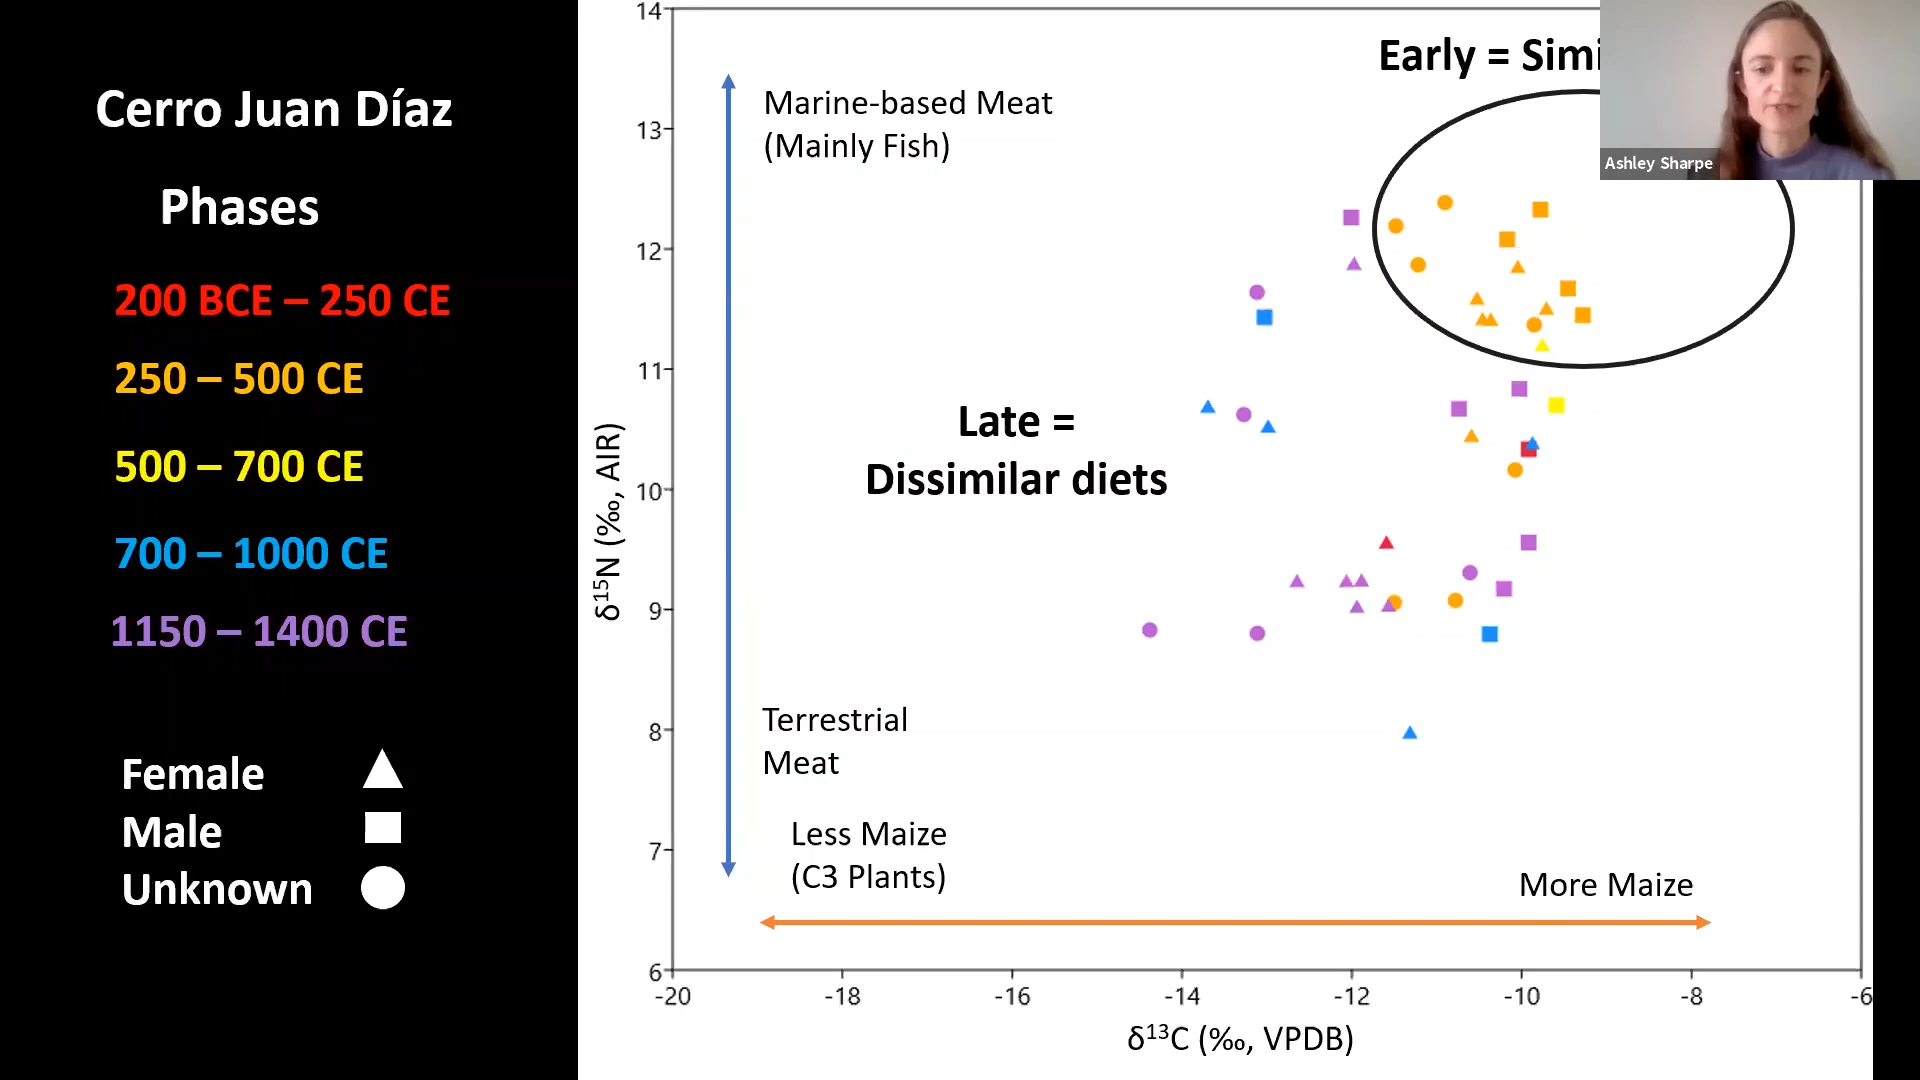 Cerro Juan Díaz
Phases
200 BCE – 250 CE
250 – 500 CE
500 – 700 CE
700 – 1000 CE
1150 – 1400 CE
Female
Male
Unknown
Early =
Ashley Sharpe
Marine-based Meat
(Mainly Fish)
Late =
Dissimilar diets
Terrestrial
Meat
Less Maize
(C3 Plants)
More Maize
14
13
12
11
10
9
8
7
6
δ¹⁵N (‰, AIR)
-20 -18 -16 -14 -12 -10 -8 -6
δ¹³C (‰, VPDB)